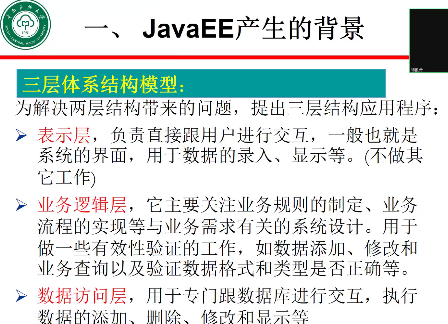 一、JavaEE产生的背景
三层体系结构模型：
为解决两层结构带来的问题，提出三层结构应用程序：
➢ 表示层，负责直接跟用户进行交互，一般也就是
系统的界面，用于数据的录入、显示等。(不做其
它工作)
➢ 业务逻辑层，它主要关注业务规则的制定、业务
流程的实现等与业务需求有关的系统设计。用于
做一些有效性验证的工作，如数据添加、修改和
业务查询以及验证数据格式和类型是否正确等。
➢ 数据访问层，用于专门跟数据库进行交互，执行
数据的添加、删除、修改和显示等